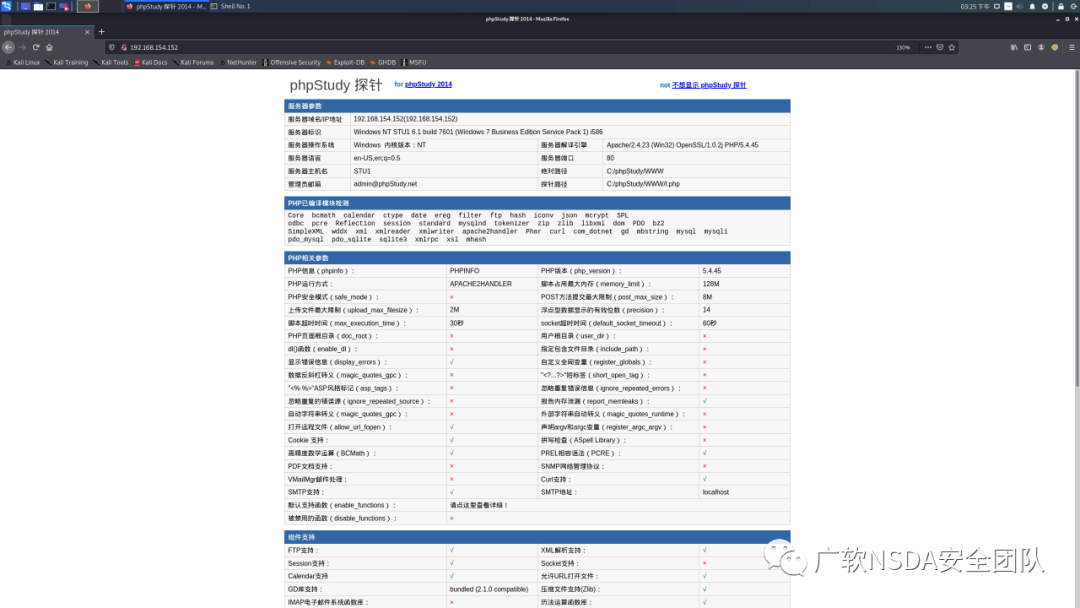 phpStudy 探针 2014 - M... Shell No. 1 03:25 下午
phpStudy 探针 2014 - Mozilla Firefox
phpStudy 探针 2014
192.168.154.152 130%
Kali Linux Kali Training Kali Tools Kali Docs Kali Forums NetHunter Offensive Security Exploit-DB GHDB MSFU
phpStudy 探针 for phpStudy 2014 not 不想显示 phpStudy 探针
服务器参数
服务器域名/IP地址 192.168.154.152(192.168.154.152)
服务器标识 Windows NT STU1 6.1 build 7601 (Windows 7 Business Edition Service Pack 1) i586
服务器操作系统 Windows 内核版本：NT 服务器解译引擎 Apache/2.4.23 (Win32) OpenSSL/1.0.2j PHP/5.4.45
服务器语言 en-US,en;q=0.5 服务器端口 80
服务器主机名 STU1 绝对路径 C:/phpStudy/WWW
管理员邮箱 admin@phpStudy.net 探针路径 C:/phpStudy/WWW/l.php
PHP已编译模块检测
Core bcmath calendar ctype date ereg filter ftp hash iconv json mcrypt SPL
odbc pcre Reflection session standard mysqlnd tokenizer zip zlib libxml dom PDO bz2
SimpleXML wddx xml xmlreader xmlwriter apache2handler Phar curl com_dotnet gd mbstring mysql mysqli
pdo_mysql pdo_sqlite sqlite3 xmlrpc xsl mhash
PHP相关参数
PHP信息（phpinfo）： PHPINFO PHP版本（php_version）： 5.4.45
PHP运行方式： APACHE2HANDLER 脚本占用最大内存（memory_limit）： 128M
PHP安全模式（safe_mode）： × POST方法提交最大限制（post_max_size）： 8M
上传文件最大限制（upload_max_filesize）： 2M 浮点型数据显示的有效位数（precision）： 14
脚本超时时间（max_execution_time）： 30秒 socket超时时间（default_socket_timeout）： 60秒
PHP页面根目录（doc_root）： × 用户根目录（user_dir）： ×
dl()函数（enable_dl）： × 指定包含文件目录（include_path）： ×
显示错误信息（display_errors）： √ 自定义全局变量（register_globals）： ×
数据反斜杠转义（magic_quotes_gpc）： × "<?...?>"短标签（short_open_tag）： ×
"<% %>"ASP风格标记（asp_tags）： × 忽略重复错误信息（ignore_repeated_errors）： ×
忽略重复的错误源（ignore_repeated_source）： × 报告内存泄漏（report_memleaks）： √
自动字符串转义（magic_quotes_gpc）： × 外部字符串自动转义（magic_quotes_runtime）： ×
打开远程文件（allow_url_fopen）： √ 声明argv和argc变量（register_argc_argv）： ×
Cookie 支持： √ 拼写检查（ASpell Library）： ×
高精度数学运算（BCMath）： √ PREL相容语法（PCRE）： √
PDF文档支持： × SNMP网络管理协议： ×
VMailMgr邮件处理： × Curl支持： √
SMTP支持： √ SMTP地址： localhost
默认支持函数（enable_functions）： 请点这里查看详细！
被禁用的函数（disable_functions）： ×
组件支持
FTP支持： √ XML解析支持： √
Session支持： √ Socket支持： ×
Calendar支持 √ 允许URL打开文件： √
GD库支持： bundled (2.1.0 compatible) 压缩文件支持(Zlib)： √
IMAP电子邮件系统函数库： × 历法运算函数库： √
广软NSDA安全团队